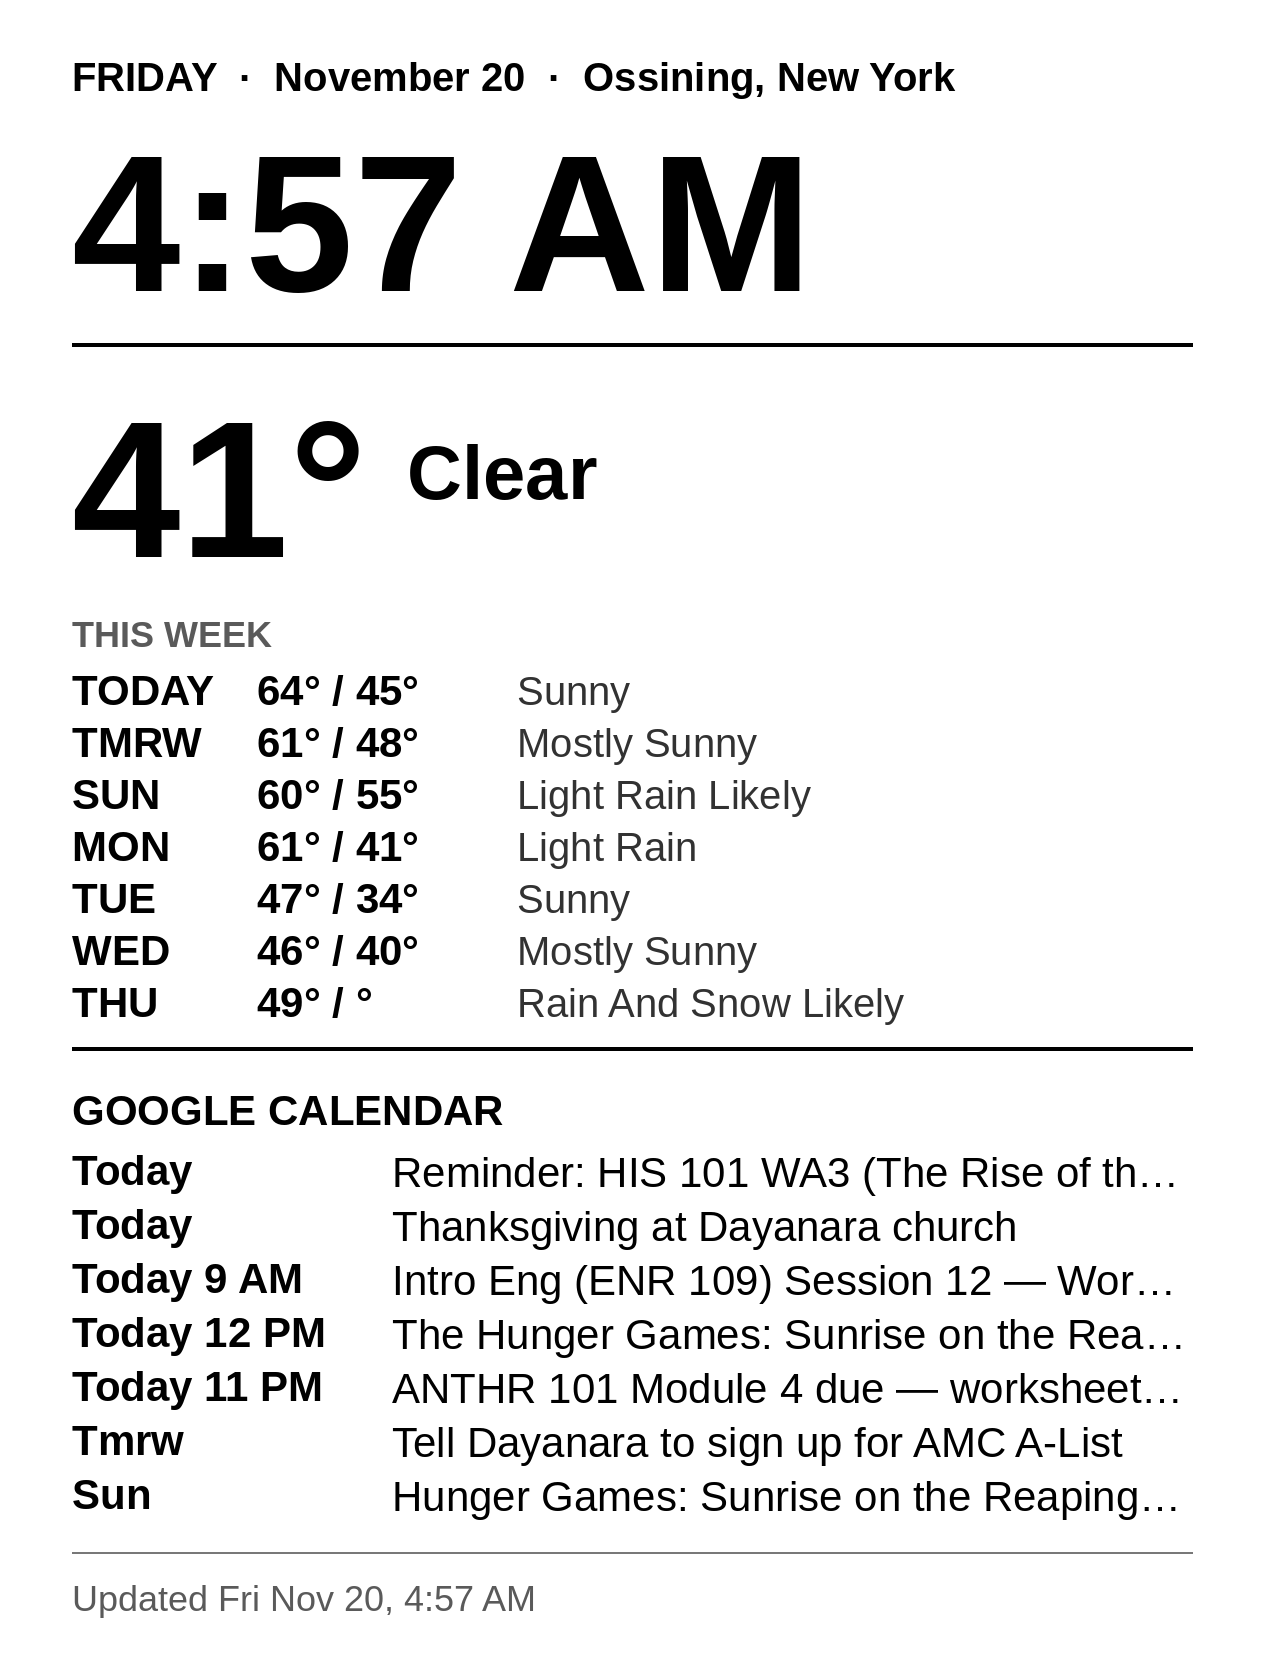 FRIDAY · November 20 · Ossining, New York
4:57 AM
41° Clear
THIS WEEK
TODAY 64° / 45° Sunny
TMRW 61° / 48° Mostly Sunny
SUN 60° / 55° Light Rain Likely
MON 61° / 41° Light Rain
TUE 47° / 34° Sunny
WED 46° / 40° Mostly Sunny
THU 49° / ° Rain And Snow Likely
GOOGLE CALENDAR
Today Reminder: HIS 101 WA3 (The Rise of th…
Today Thanksgiving at Dayanara church
Today 9 AM Intro Eng (ENR 109) Session 12 — Wor…
Today 12 PM The Hunger Games: Sunrise on the Rea…
Today 11 PM ANTHR 101 Module 4 due — worksheet…
Tmrw Tell Dayanara to sign up for AMC A-List
Sun Hunger Games: Sunrise on the Reaping…
Updated Fri Nov 20, 4:57 AM